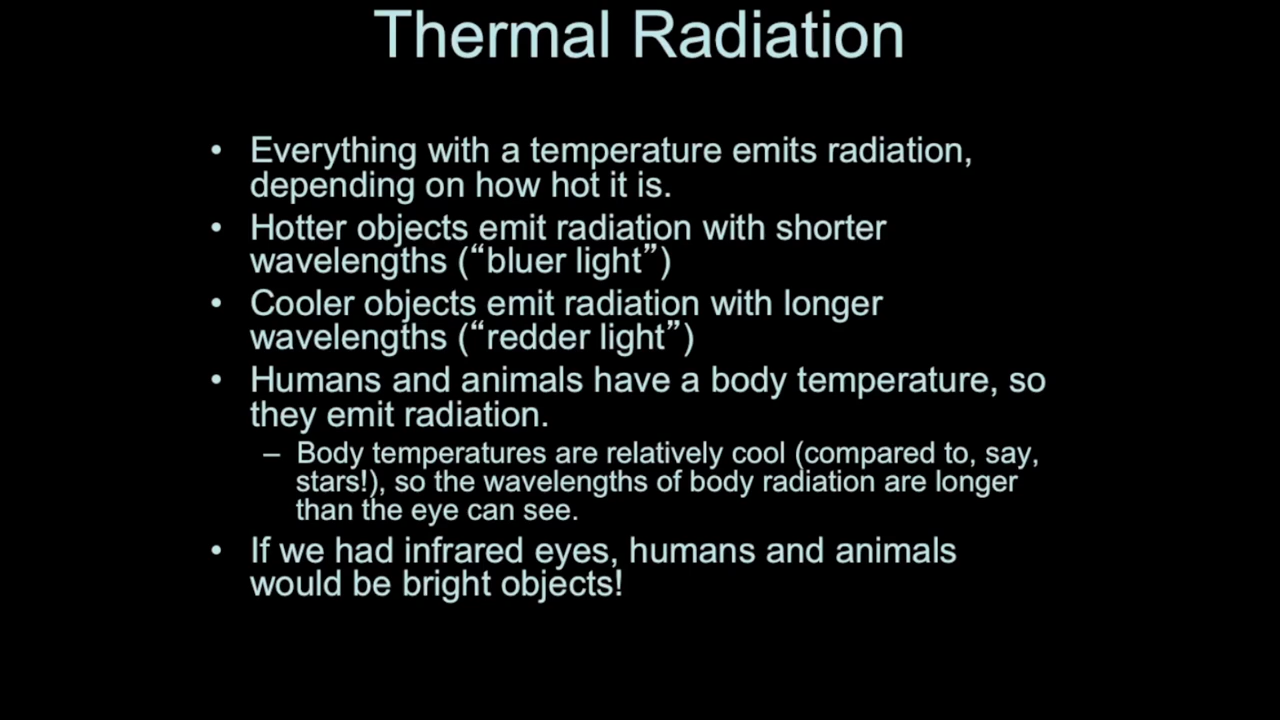 Thermal Radiation
• Everything with a temperature emits radiation,
depending on how hot it is.
• Hotter objects emit radiation with shorter
wavelengths (“bluer light”)
• Cooler objects emit radiation with longer
wavelengths (“redder light”)
• Humans and animals have a body temperature, so
they emit radiation.
– Body temperatures are relatively cool (compared to, say,
stars!), so the wavelengths of body radiation are longer
than the eye can see.
• If we had infrared eyes, humans and animals
would be bright objects!